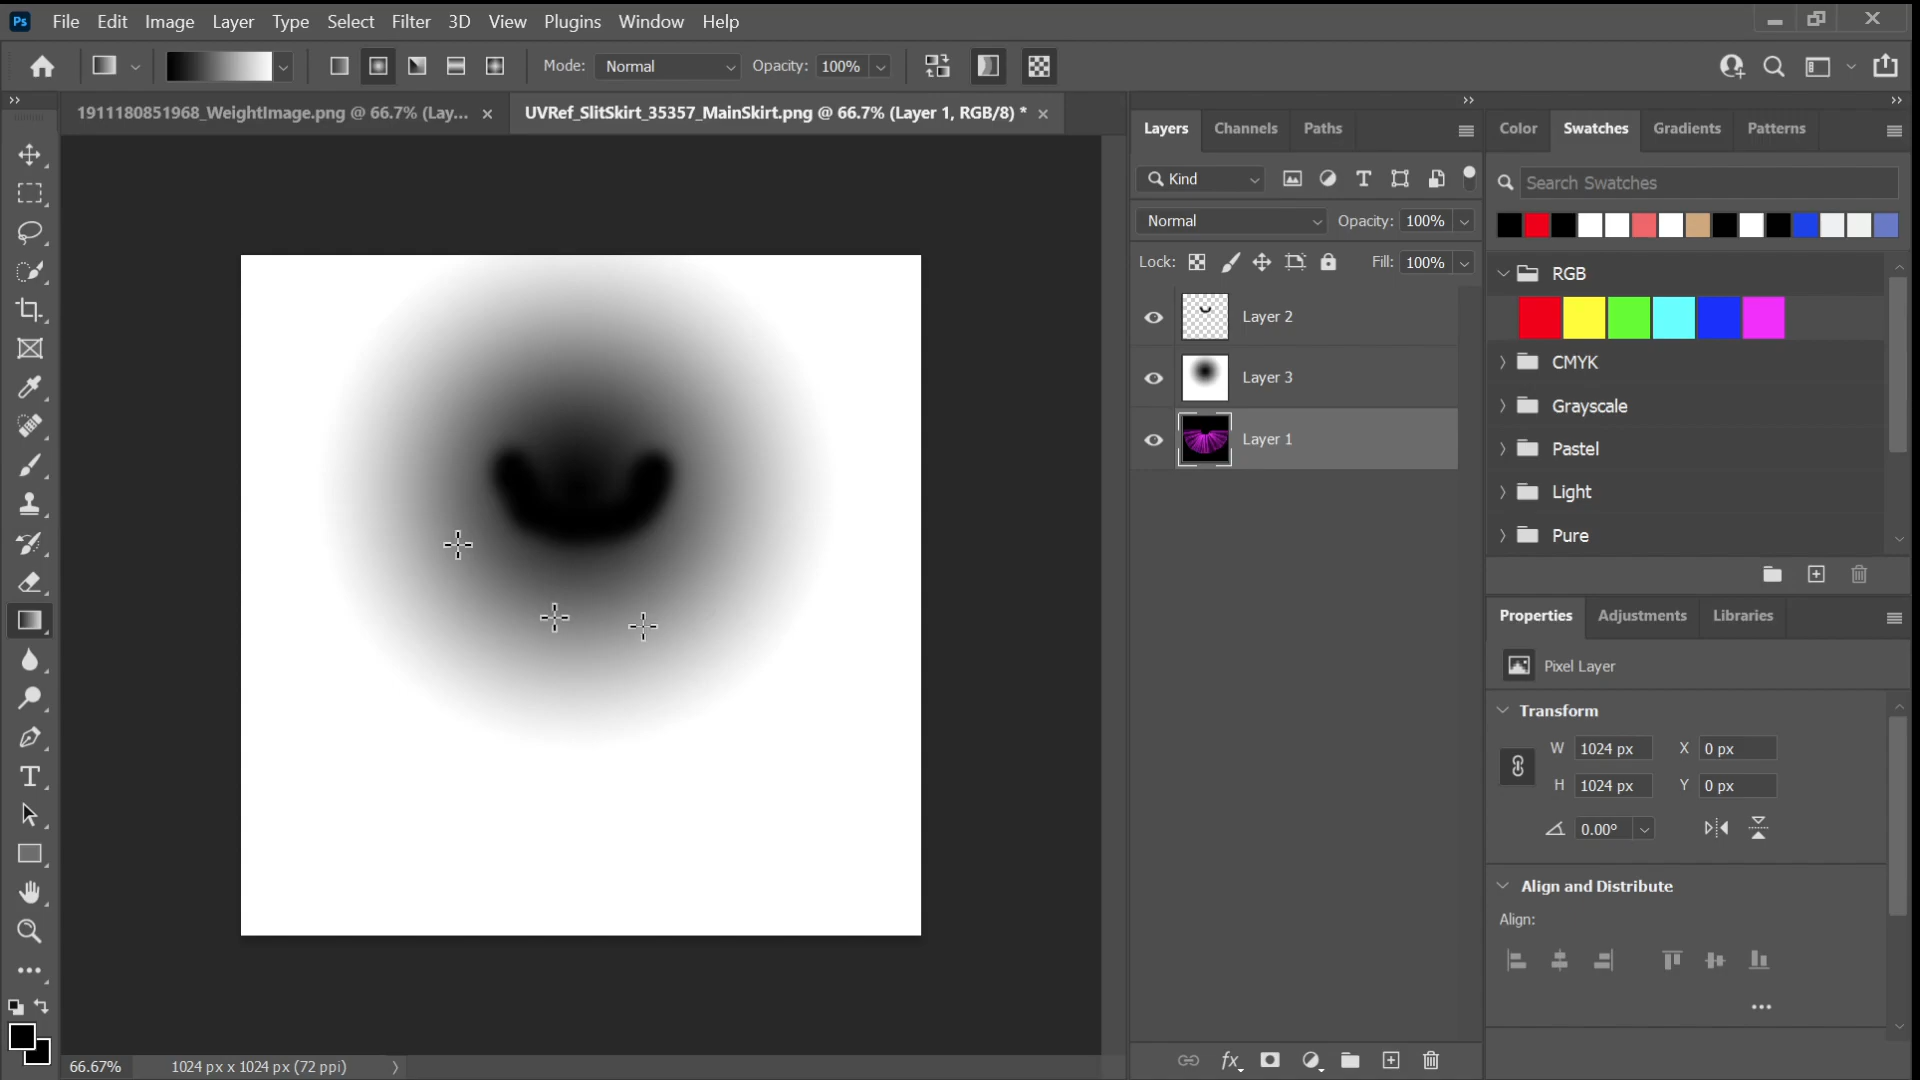 Ps File Edit Image Layer Type Select Filter 3D View Plugins Window Help
Mode: Normal Opacity: 100%
1911180851968_WeightImage.png @ 66.7% (Lay... × UVRef_SlitSkirt_35357_MainSkirt.png @ 66.7% (Layer 1, RGB/8) * ×
Layers Channels Paths
Kind
Normal Opacity: 100%
Lock: Fill: 100%
Layer 2
Layer 3
Layer 1
Color Swatches Gradients Patterns
Search Swatches
RGB
CMYK
Grayscale
Pastel
Light
Pure
Properties Adjustments Libraries
Pixel Layer
Transform
W 1024 px X 0 px
H 1024 px Y 0 px
0.00°
Align and Distribute
Align:
66.67% 1024 px x 1024 px (72 ppi)
fx